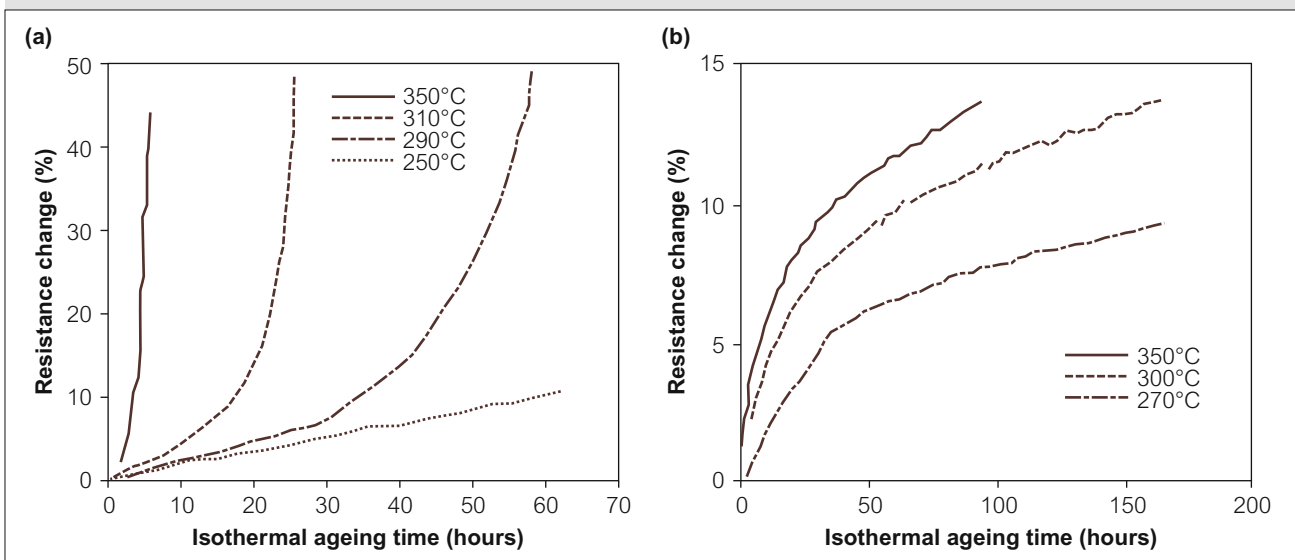 (a)
50
40
30
20
10
0
Resistance change (%)
350°C
310°C
290°C
250°C
0 10 20 30 40 50 60 70
Isothermal ageing time (hours)
(b)
15
10
5
0
Resistance change (%)
350°C
300°C
270°C
0 50 100 150 200
Isothermal ageing time (hours)